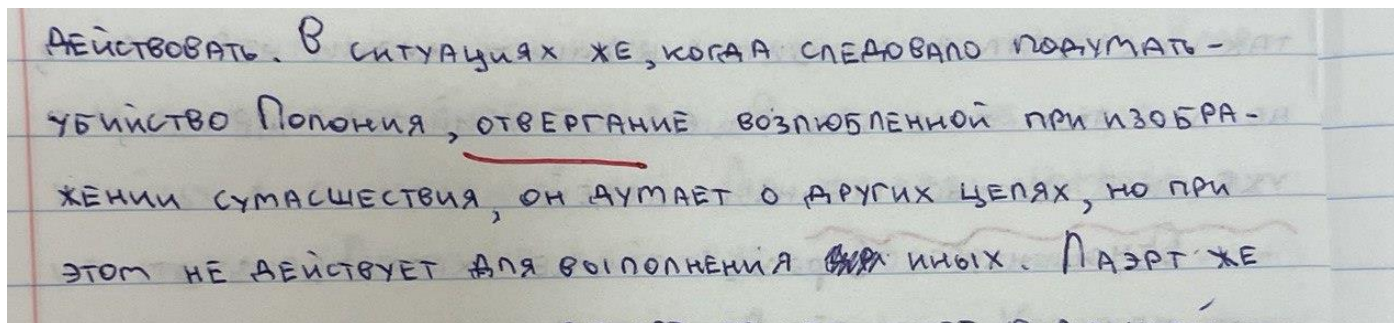 действовать. В ситуациях же, когда следовало подумать -
убийство Полония, отвергание возлюбленной при изобра-
жении сумасшествия, он думает о других целях, но при
этом не действует для выполнения иных. Лаэрт же